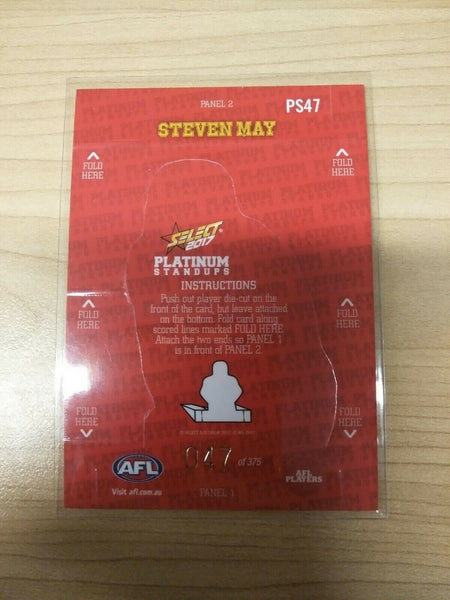 PANEL 2
PS47
STEVEN MAY
FOLD HERE
FOLD HERE
SELECT
2017
PLATINUM
STANDUPS
INSTRUCTIONS
Push out player die-cut on the
front of the card, but leave attached
on the bottom. Fold card along
scored lines marked FOLD HERE.
Attach the two ends so PANEL 1
is in front of PANEL 2.
FOLD HERE
FOLD HERE
FOLD HERE
FOLD HERE
AFL
047 of 375
AFL PLAYERS
Visit afl.com.au
PANEL 1